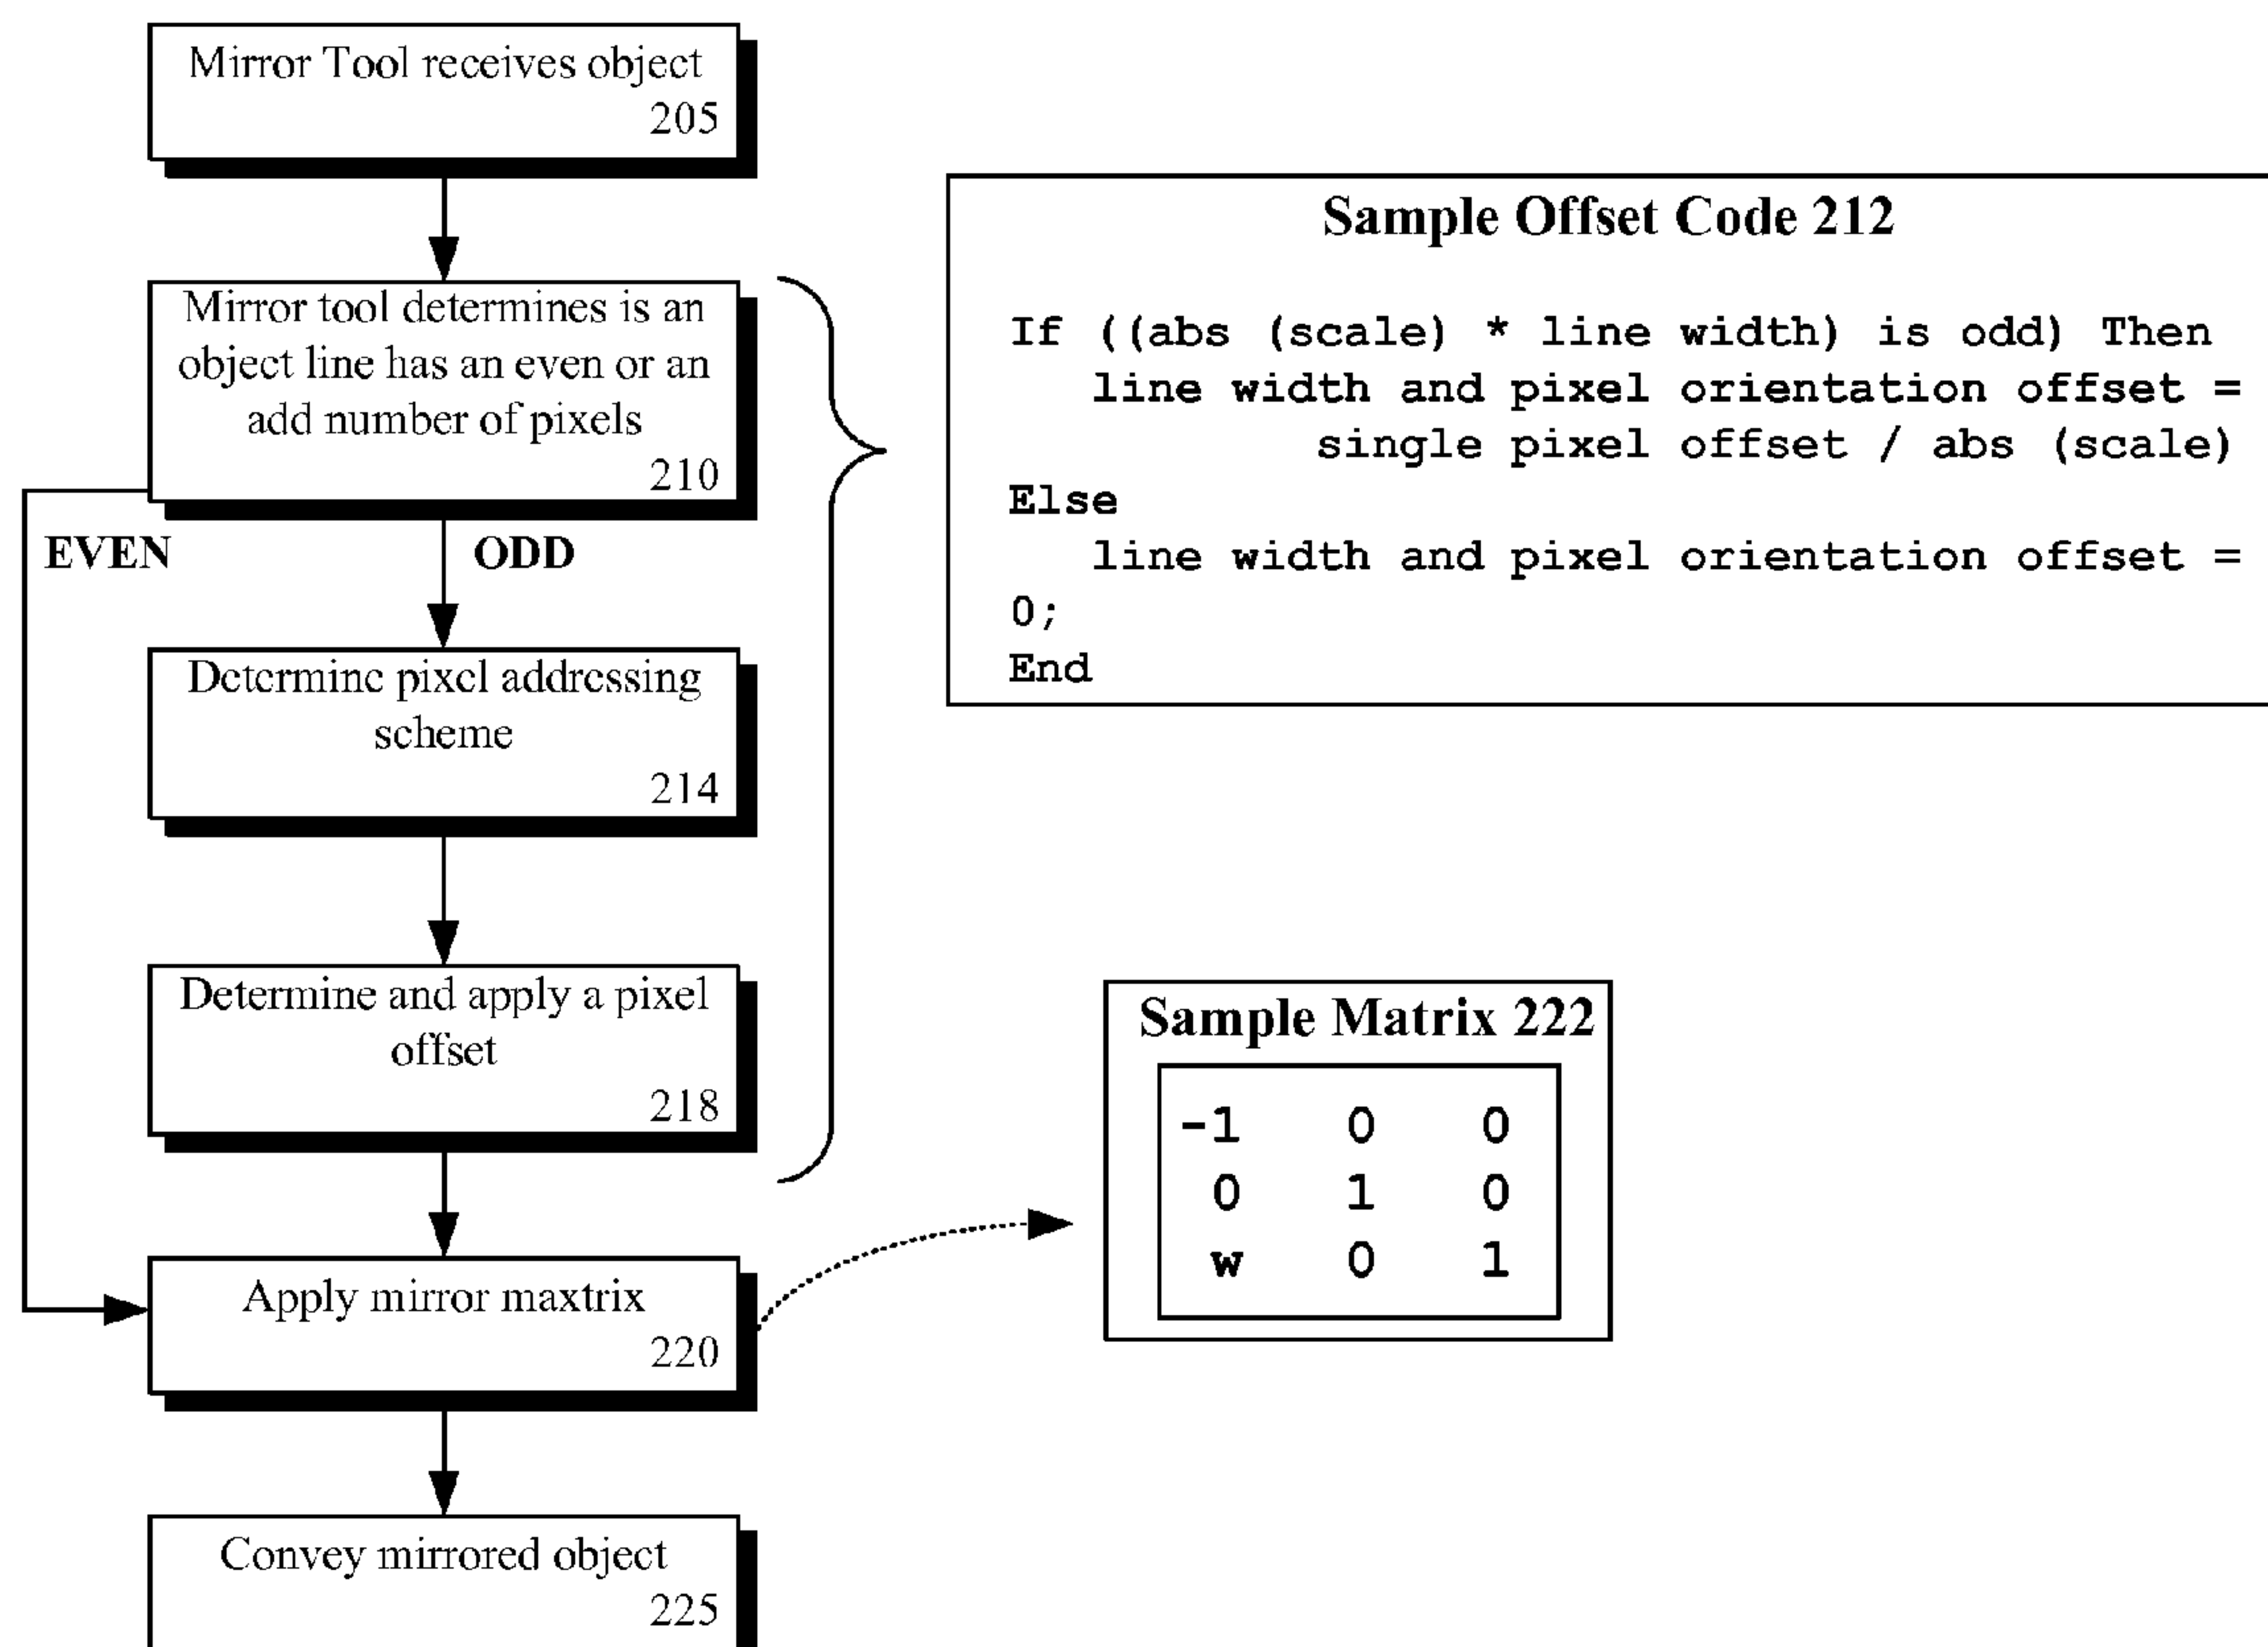 Mirror Tool receives object
205
Mirror tool determines is an
object line has an even or an
add number of pixels
210
EVEN
ODD
Determine pixel addressing
scheme
214
Determine and apply a pixel
offset
218
Apply mirror maxtrix
220
Convey mirrored object
225
Sample Offset Code 212
If ((abs (scale) * line width) is odd) Then
line width and pixel orientation offset =
single pixel offset / abs (scale)
Else
line width and pixel orientation offset =
0;
End
Sample Matrix 222
-1 0 0
0 1 0
w 0 1